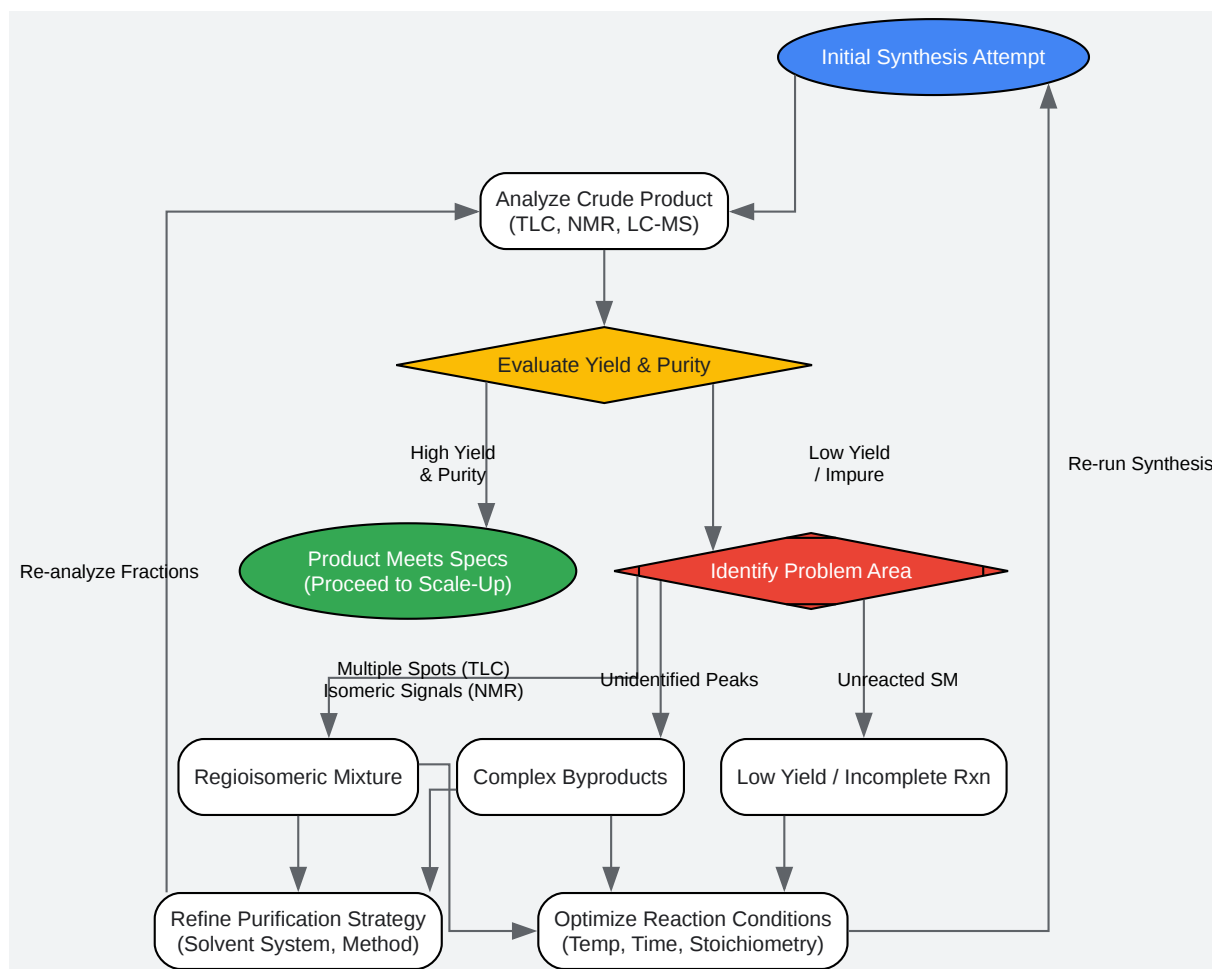 Initial Synthesis Attempt
Analyze Crude Product
(TLC, NMR, LC-MS)
Evaluate Yield & Purity
High Yield
& Purity
Low Yield
/ Impure
Re-run Synthesis
Product Meets Specs
(Proceed to Scale-Up)
Identify Problem Area
Re-analyze Fractions
Multiple Spots (TLC)
Isomeric Signals (NMR)
Unidentified Peaks
Unreacted SM
Regioisomeric Mixture
Complex Byproducts
Low Yield / Incomplete Rxn
Refine Purification Strategy
(Solvent System, Method)
Optimize Reaction Conditions
(Temp, Time, Stoichiometry)